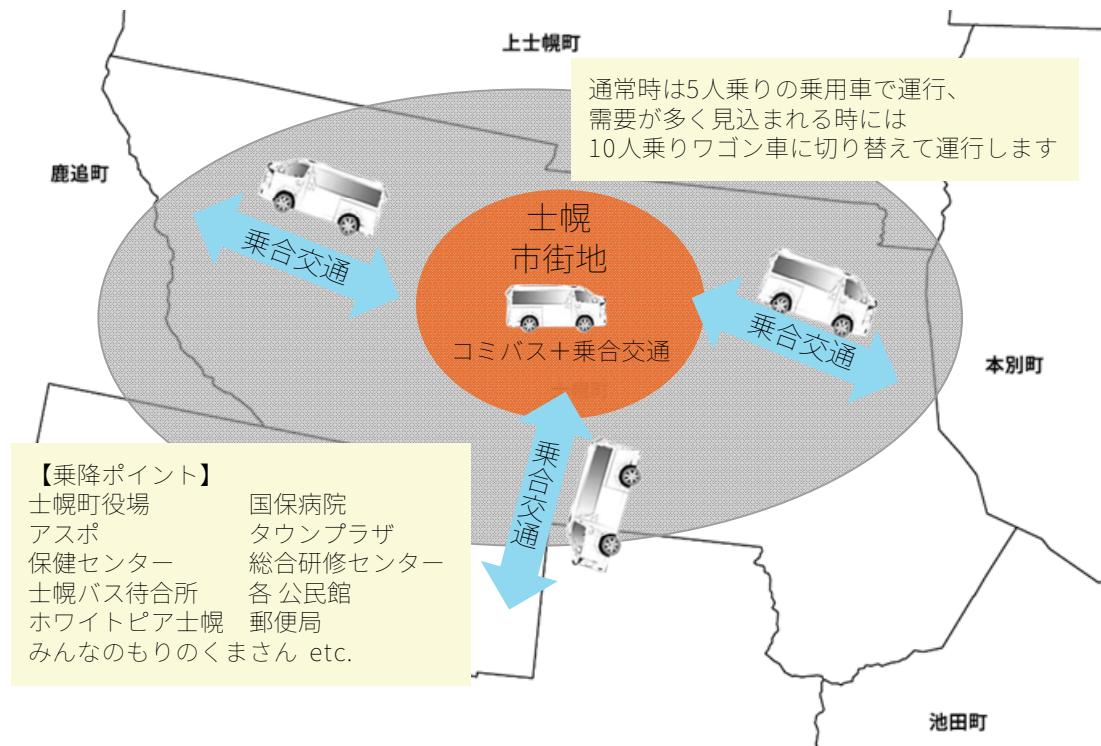 上士幌町
通常時は5人乗りの乗用車で運行、
需要が多く見込まれる時には
10人乗りワゴン車に切り替えて運行します
鹿追町
士幌
市街地
乗合交通
コミバス＋乗合交通
乗合交通
本別町
士幌町
乗合交通
【乗降ポイント】
士幌町役場 国保病院
アスポ タウンプラザ
保健センター 総合研修センター
士幌バス待合所 各 公民館
ホワイトピア士幌 郵便局
みんなのもりのくまさん etc.
池田町